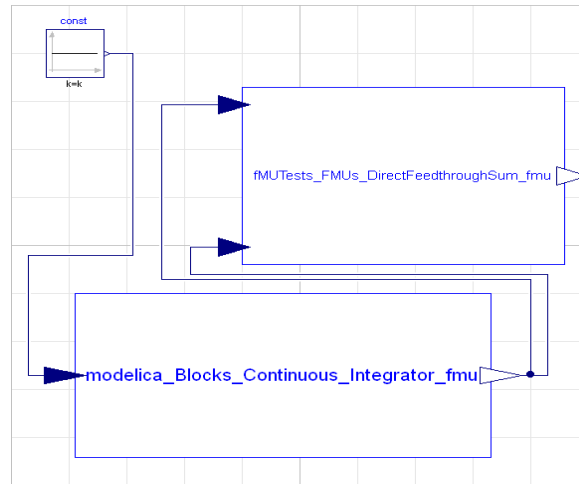 const
k=k
fMUTests_FMUs_DirectFeedthroughSum_fmu
modelica_Blocks_Continuous_Integrator_fmu